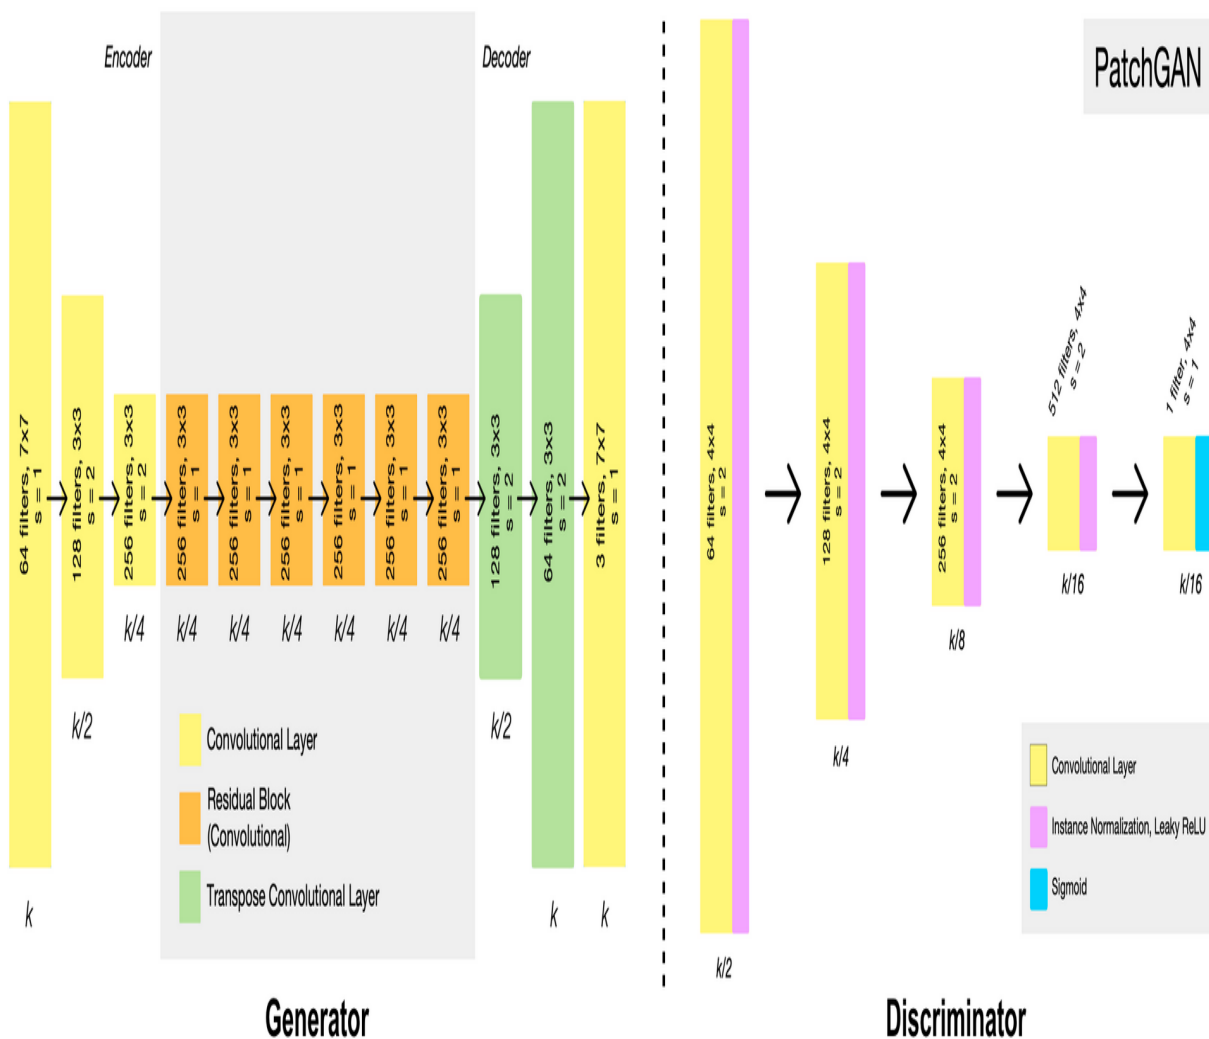 Encoder
Decoder
64 filters, 7x7
s = 1
k
128 filters, 3x3
s = 2
k/2
256 filters, 3x3
s = 2
k/4
256 filters, 3x3
s = 1
k/4
256 filters, 3x3
s = 1
k/4
256 filters, 3x3
s = 1
k/4
256 filters, 3x3
s = 1
k/4
256 filters, 3x3
s = 1
k/4
256 filters, 3x3
s = 1
k/4
128 filters, 3x3
s = 2
k/2
64 filters, 3x3
s = 2
k
3 filters, 7x7
s = 1
k
Convolutional Layer
Residual Block
(Convolutional)
Transpose Convolutional Layer
Generator
PatchGAN
64 filters, 4x4
s = 2
k/2
128 filters, 4x4
s = 2
k/4
256 filters, 4x4
s = 2
k/8
512 filters, 4x4
s = 2
k/16
1 filter, 4x4
s = 1
k/16
Convolutional Layer
Instance Normalization, Leaky ReLU
Sigmoid
Discriminator